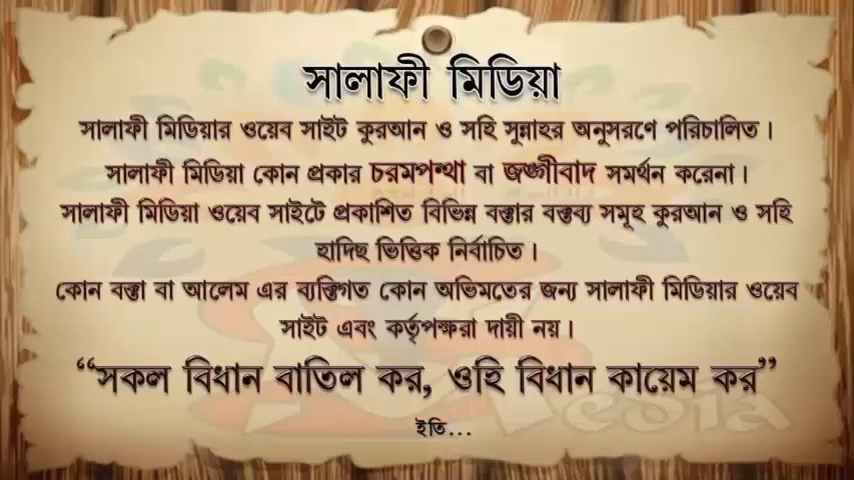 সালাফী মিডিয়া
সালাফী মিডিয়ার ওয়েব সাইট কুরআন ও সহি সুন্নাহর অনুসরণে পরিচালিত।
সালাফী মিডিয়া কোন প্রকার চরমপন্থা বা জঙ্গীবাদ সমর্থন করেনা।
সালাফী মিডিয়া ওয়েব সাইটে প্রকাশিত বিভিন্ন বক্তার বক্তব্য সমূহ কুরআন ও সহি
হাদিছ ভিত্তিক নির্বাচিত।
কোন বক্তা বা আলেম এর ব্যক্তিগত কোন অভিমতের জন্য সালাফী মিডিয়ার ওয়েব
সাইট এবং কর্তৃপক্ষরা দায়ী নয়।
“সকল বিধান বাতিল কর, ওহি বিধান কায়েম কর”
ইতি...